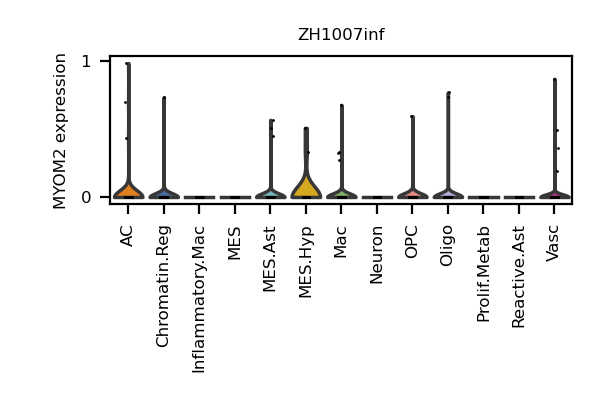 ZH1007inf
MYOM2 expression
1
0
AC
Chromatin.Reg
Inflammatory.Mac
MES
MES.Ast
MES.Hyp
Mac
Neuron
OPC
Oligo
Prolif.Metab
Reactive.Ast
Vasc